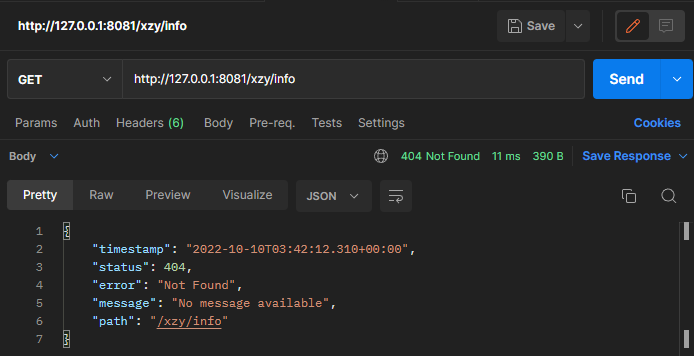 http://127.0.0.1:8081/xzy/info
Save
GET http://127.0.0.1:8081/xzy/info Send
Params Auth Headers (6) Body Pre-req. Tests Settings Cookies
Body 404 Not Found 11 ms 390 B Save Response
Pretty Raw Preview Visualize JSON
1 {
2 "timestamp": "2022-10-10T03:42:12.310+00:00",
3 "status": 404,
4 "error": "Not Found",
5 "message": "No message available",
6 "path": "/xzy/info"
7 }